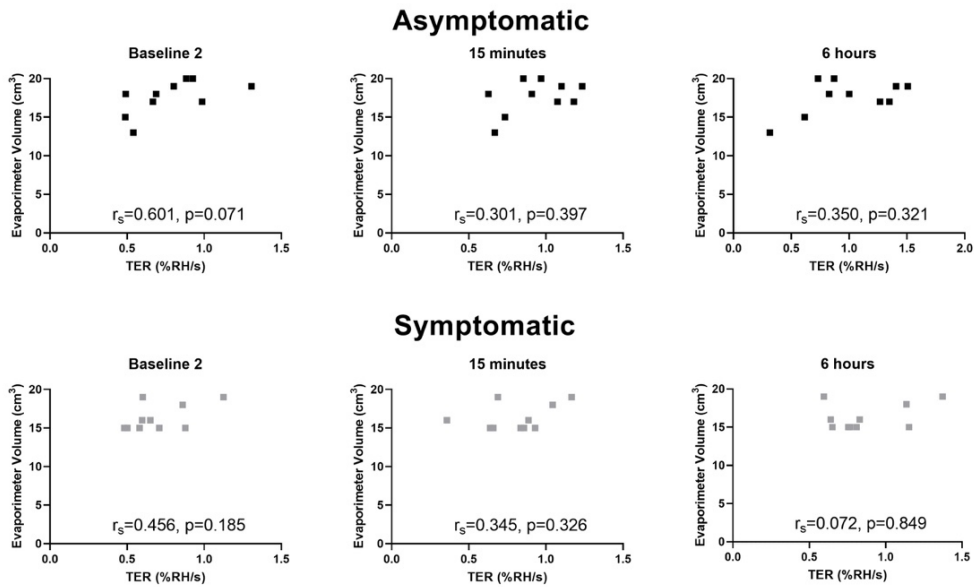 Asymptomatic
Baseline 2
15 minutes
6 hours
Evaporimeter Volume (cm³)
20
15
10
5
0
r_s=0.601, p=0.071
0.0 0.5 1.0 1.5
TER (%RH/s)
Evaporimeter Volume (cm³)
20
15
10
5
0
r_s=0.301, p=0.397
0.0 0.5 1.0 1.5
TER (%RH/s)
Evaporimeter Volume (cm³)
20
15
10
5
0
r_s=0.350, p=0.321
0.0 0.5 1.0 1.5 2.0
TER (%RH/s)
Symptomatic
Baseline 2
15 minutes
6 hours
Evaporimeter Volume (cm³)
20
15
10
5
0
r_s=0.456, p=0.185
0.0 0.5 1.0 1.5
TER (%RH/s)
Evaporimeter Volume (cm³)
20
15
10
5
0
r_s=0.345, p=0.326
0.0 0.5 1.0 1.5
TER (%RH/s)
Evaporimeter Volume (cm³)
20
15
10
5
0
r_s=0.072, p=0.849
0.0 0.5 1.0 1.5
TER (%RH/s)